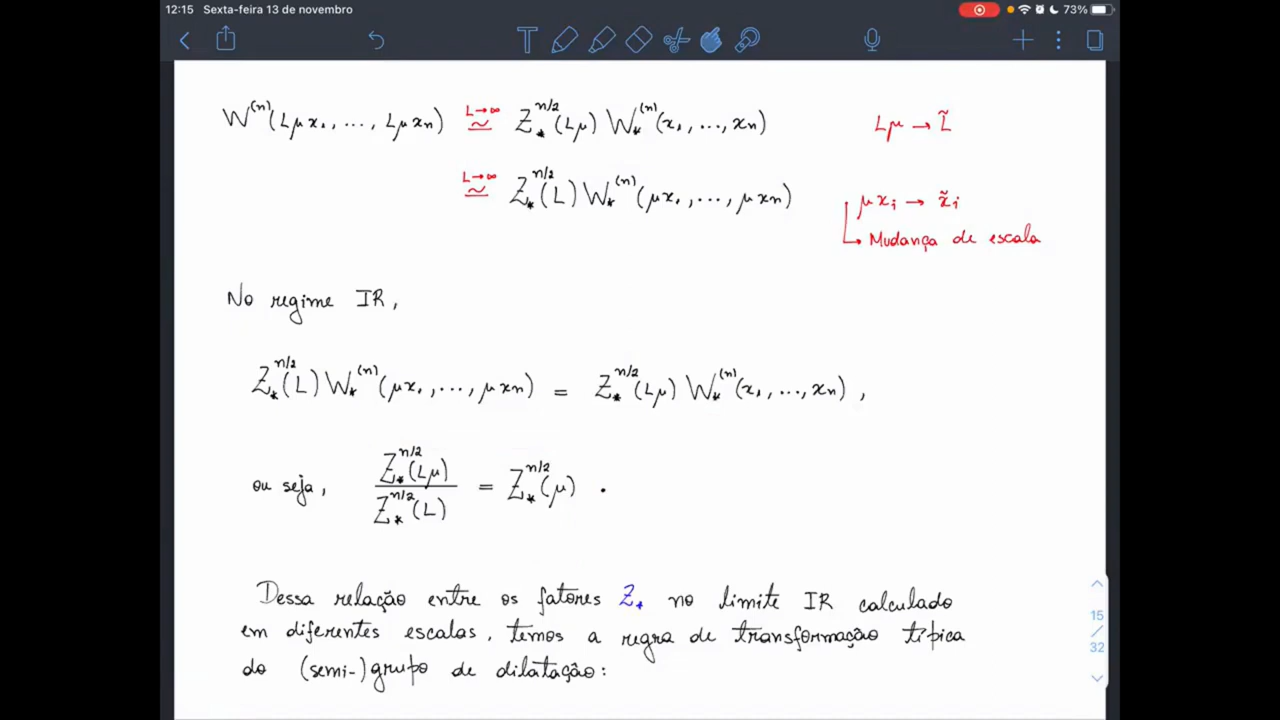 12:15 Sexta-feira 13 de novembro 73%
W^(n)(Lμx₁, ..., Lμxn) ≃ (L→∞) Z*^{n/2}(Lμ) W*^(n)(x₁, ..., xn) Lμ → L̃
≃ (L→∞) Z*^{n/2}(L) W*^(n)(μx₁, ..., μxn) μxi → x̃i
↳ Mudança de escala
No regime IR,
Z*^{n/2}(L) W*^(n)(μx₁, ..., μxn) = Z*^{n/2}(Lμ) W*^(n)(x₁, ..., xn) ,
ou seja, Z*^{n/2}(Lμ) / Z*^{n/2}(L) = Z*^{n/2}(μ) .
Dessa relação entre os fatores Z* no limite IR calculado
em diferentes escalas, temos a regra de transformação típica
do (semi-)grupo de dilatação:
15
/
32